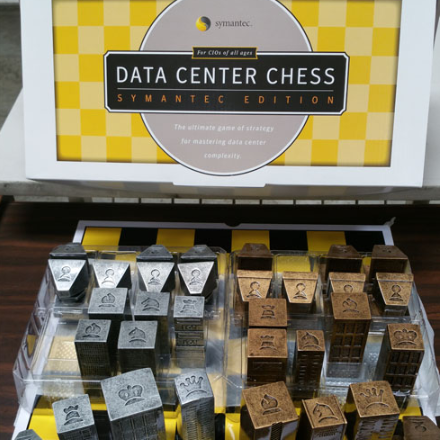 symantec.
For CIOs of all ages
DATA CENTER CHESS
SYMANTEC EDITION
The ultimate game of strategy
for mastering data center
complexity.